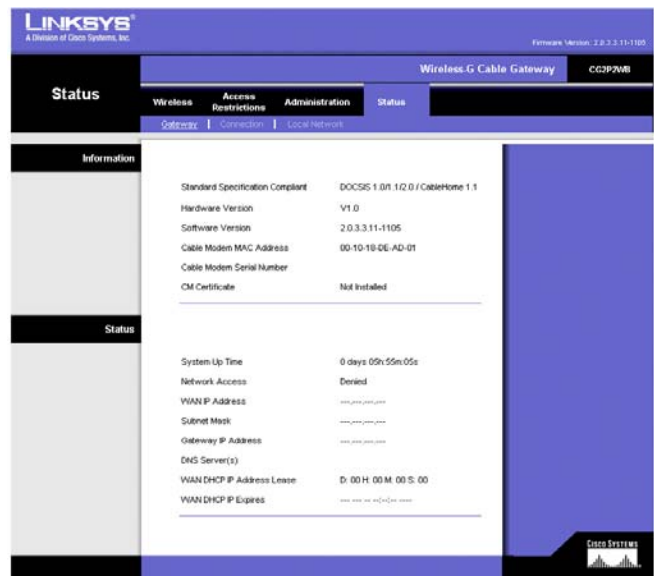 LINKSYS®
A Division of Cisco Systems, Inc.
Firmware Version: 2.0.3.3.11-1105
Wireless-G Cable Gateway
CG2P2WB
Status
Wireless
Access Restrictions
Administration
Status
Gateway | Connection | Local Network
Information
Standard Specification Compliant DOCSIS 1.0/1.1/2.0 / CableHome 1.1
Hardware Version V1.0
Software Version 2.0.3.3.11-1105
Cable Modem MAC Address 00-10-18-DE-AD-01
Cable Modem Serial Number
CM Certificate Not Installed
Status
System Up Time 0 days 05h:55m:05s
Network Access Denied
WAN IP Address ---.---.---.---
Subnet Mask ---.---.---.---
Gateway IP Address ---.---.---.---
DNS Server(s)
WAN DHCP IP Address Lease D: 00 H: 00 M: 00 S: 00
WAN DHCP IP Expires --- --- -- --:--:-- ----
CISCO SYSTEMS